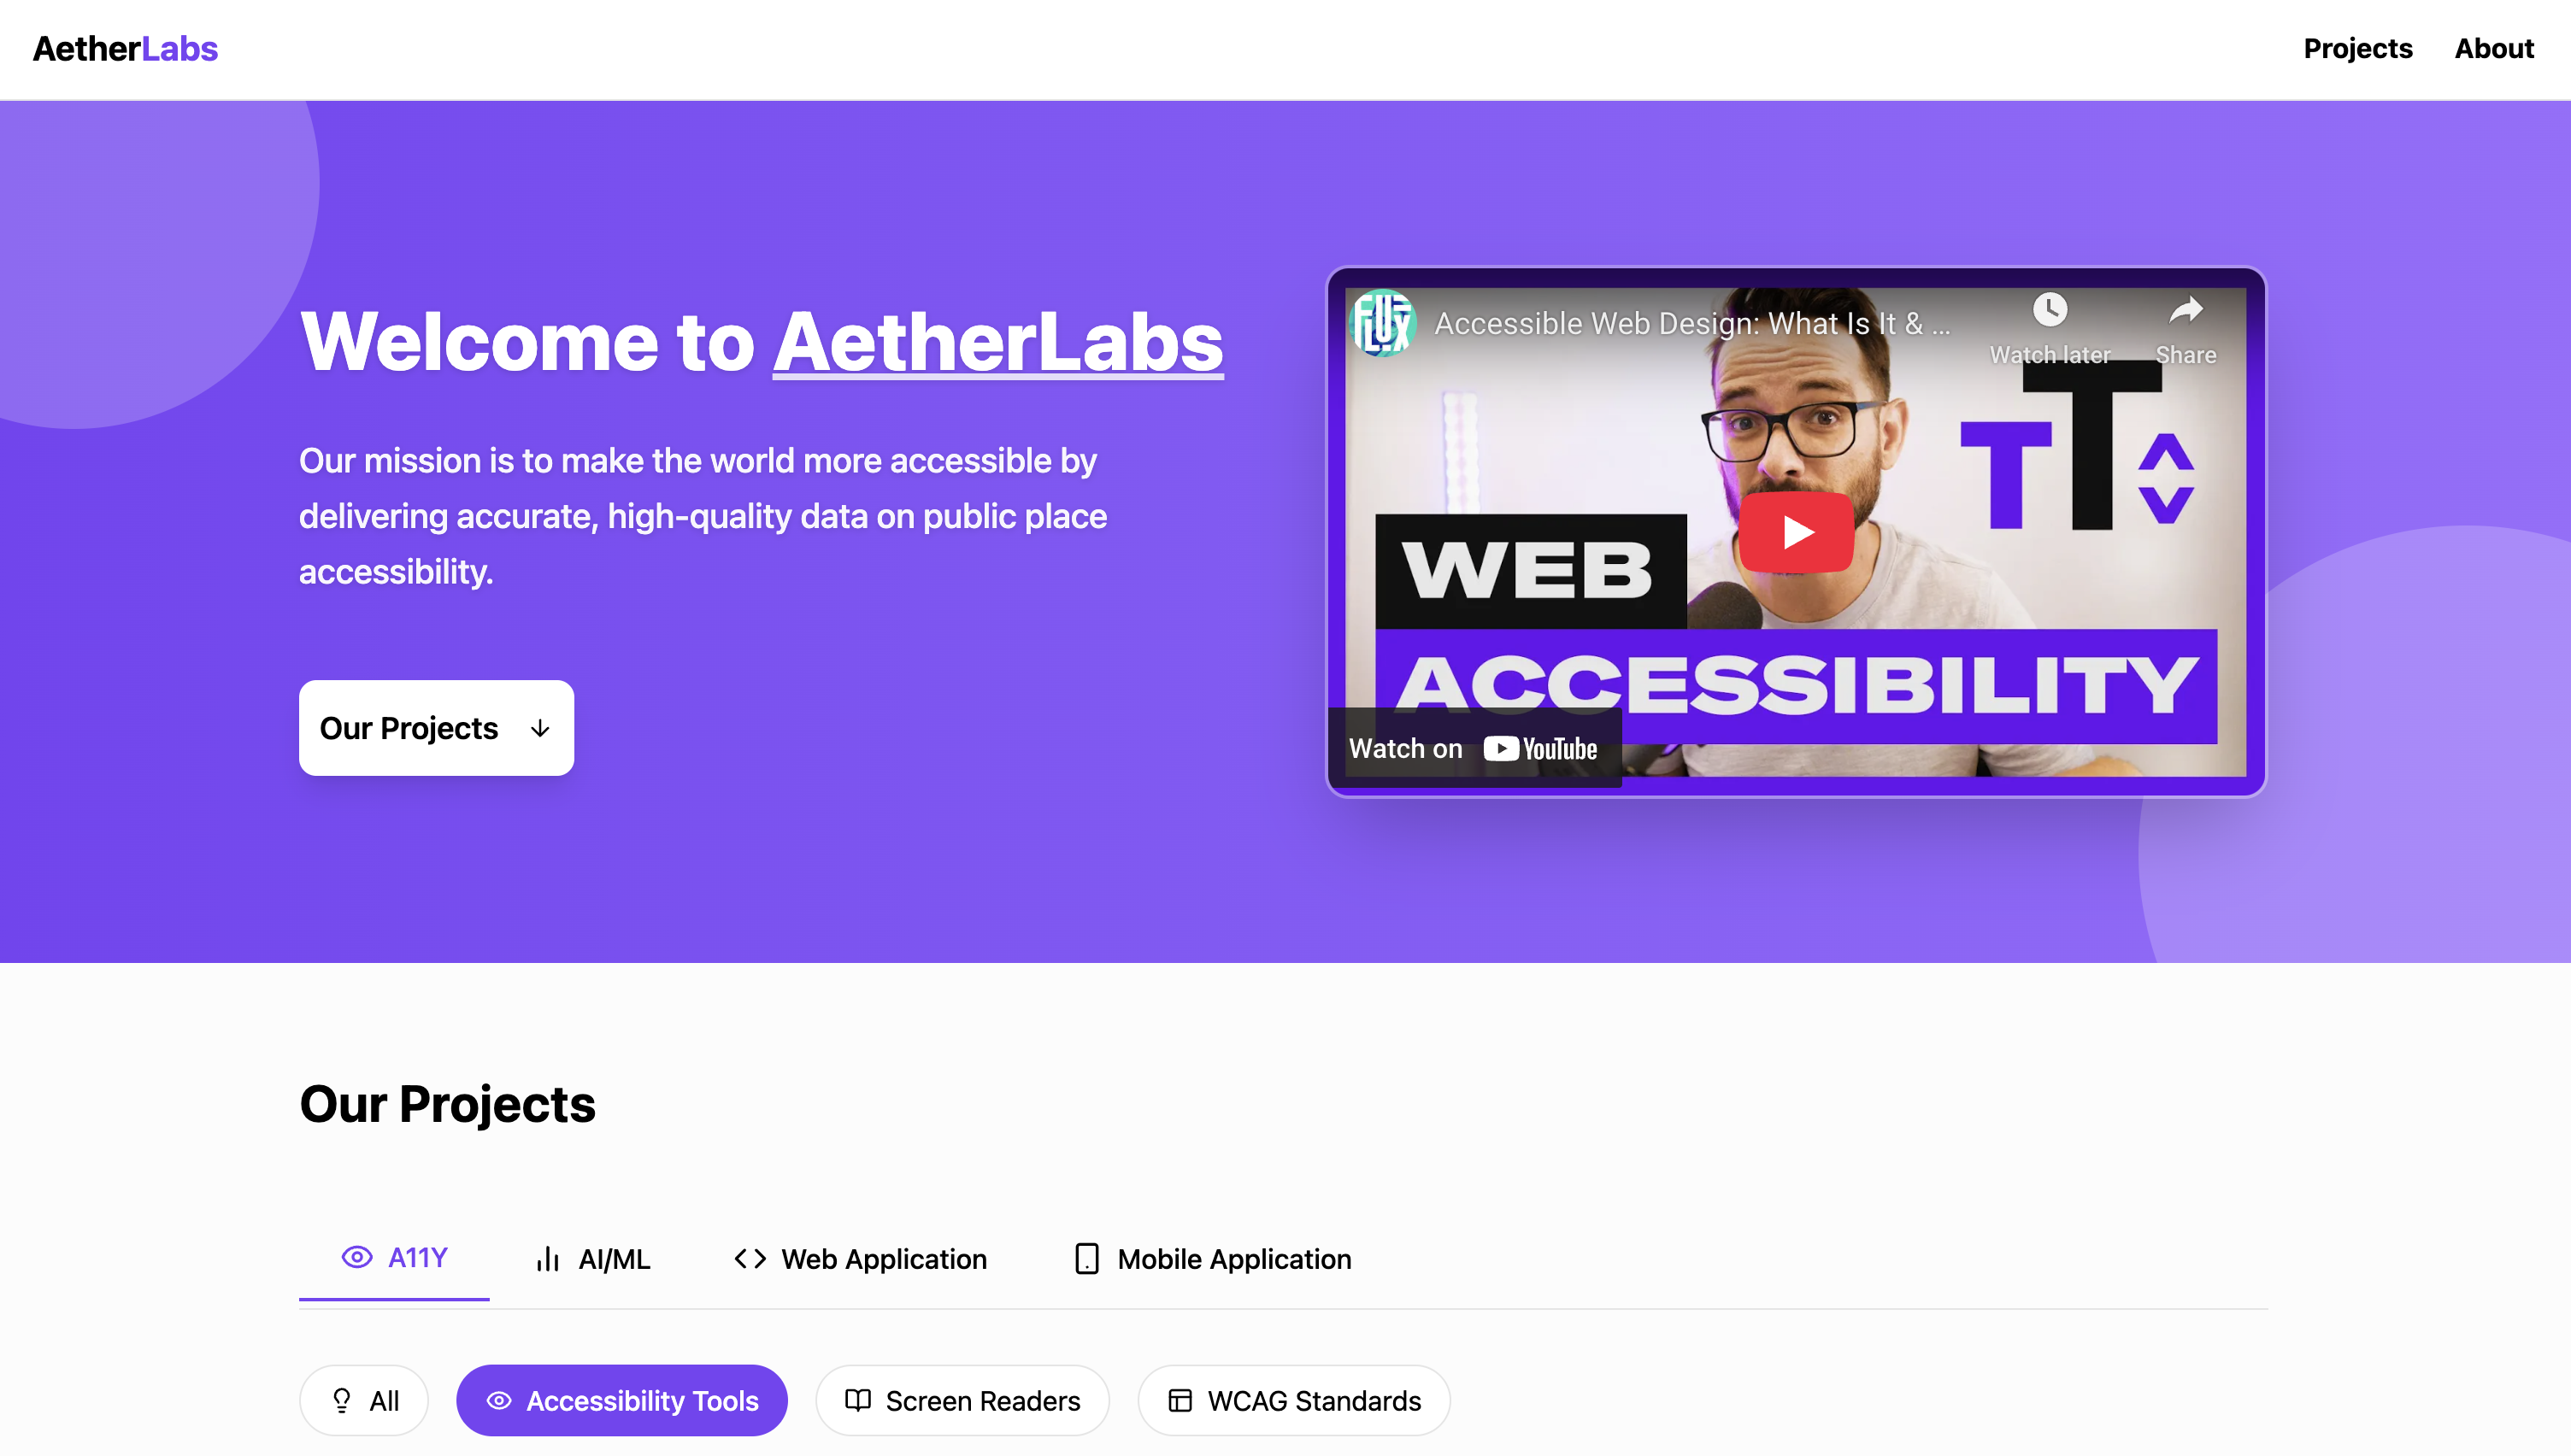 AetherLabs
Projects
About
Welcome to AetherLabs
Our mission is to make the world more accessible by
delivering accurate, high-quality data on public place
accessibility.
Our Projects
FLUX
Accessible Web Design: What Is It & ...
Watch later
Share
TT
WEB
ACCESSIBILITY
Watch on YouTube
Our Projects
A11Y
AI/ML
Web Application
Mobile Application
All
Accessibility Tools
Screen Readers
WCAG Standards